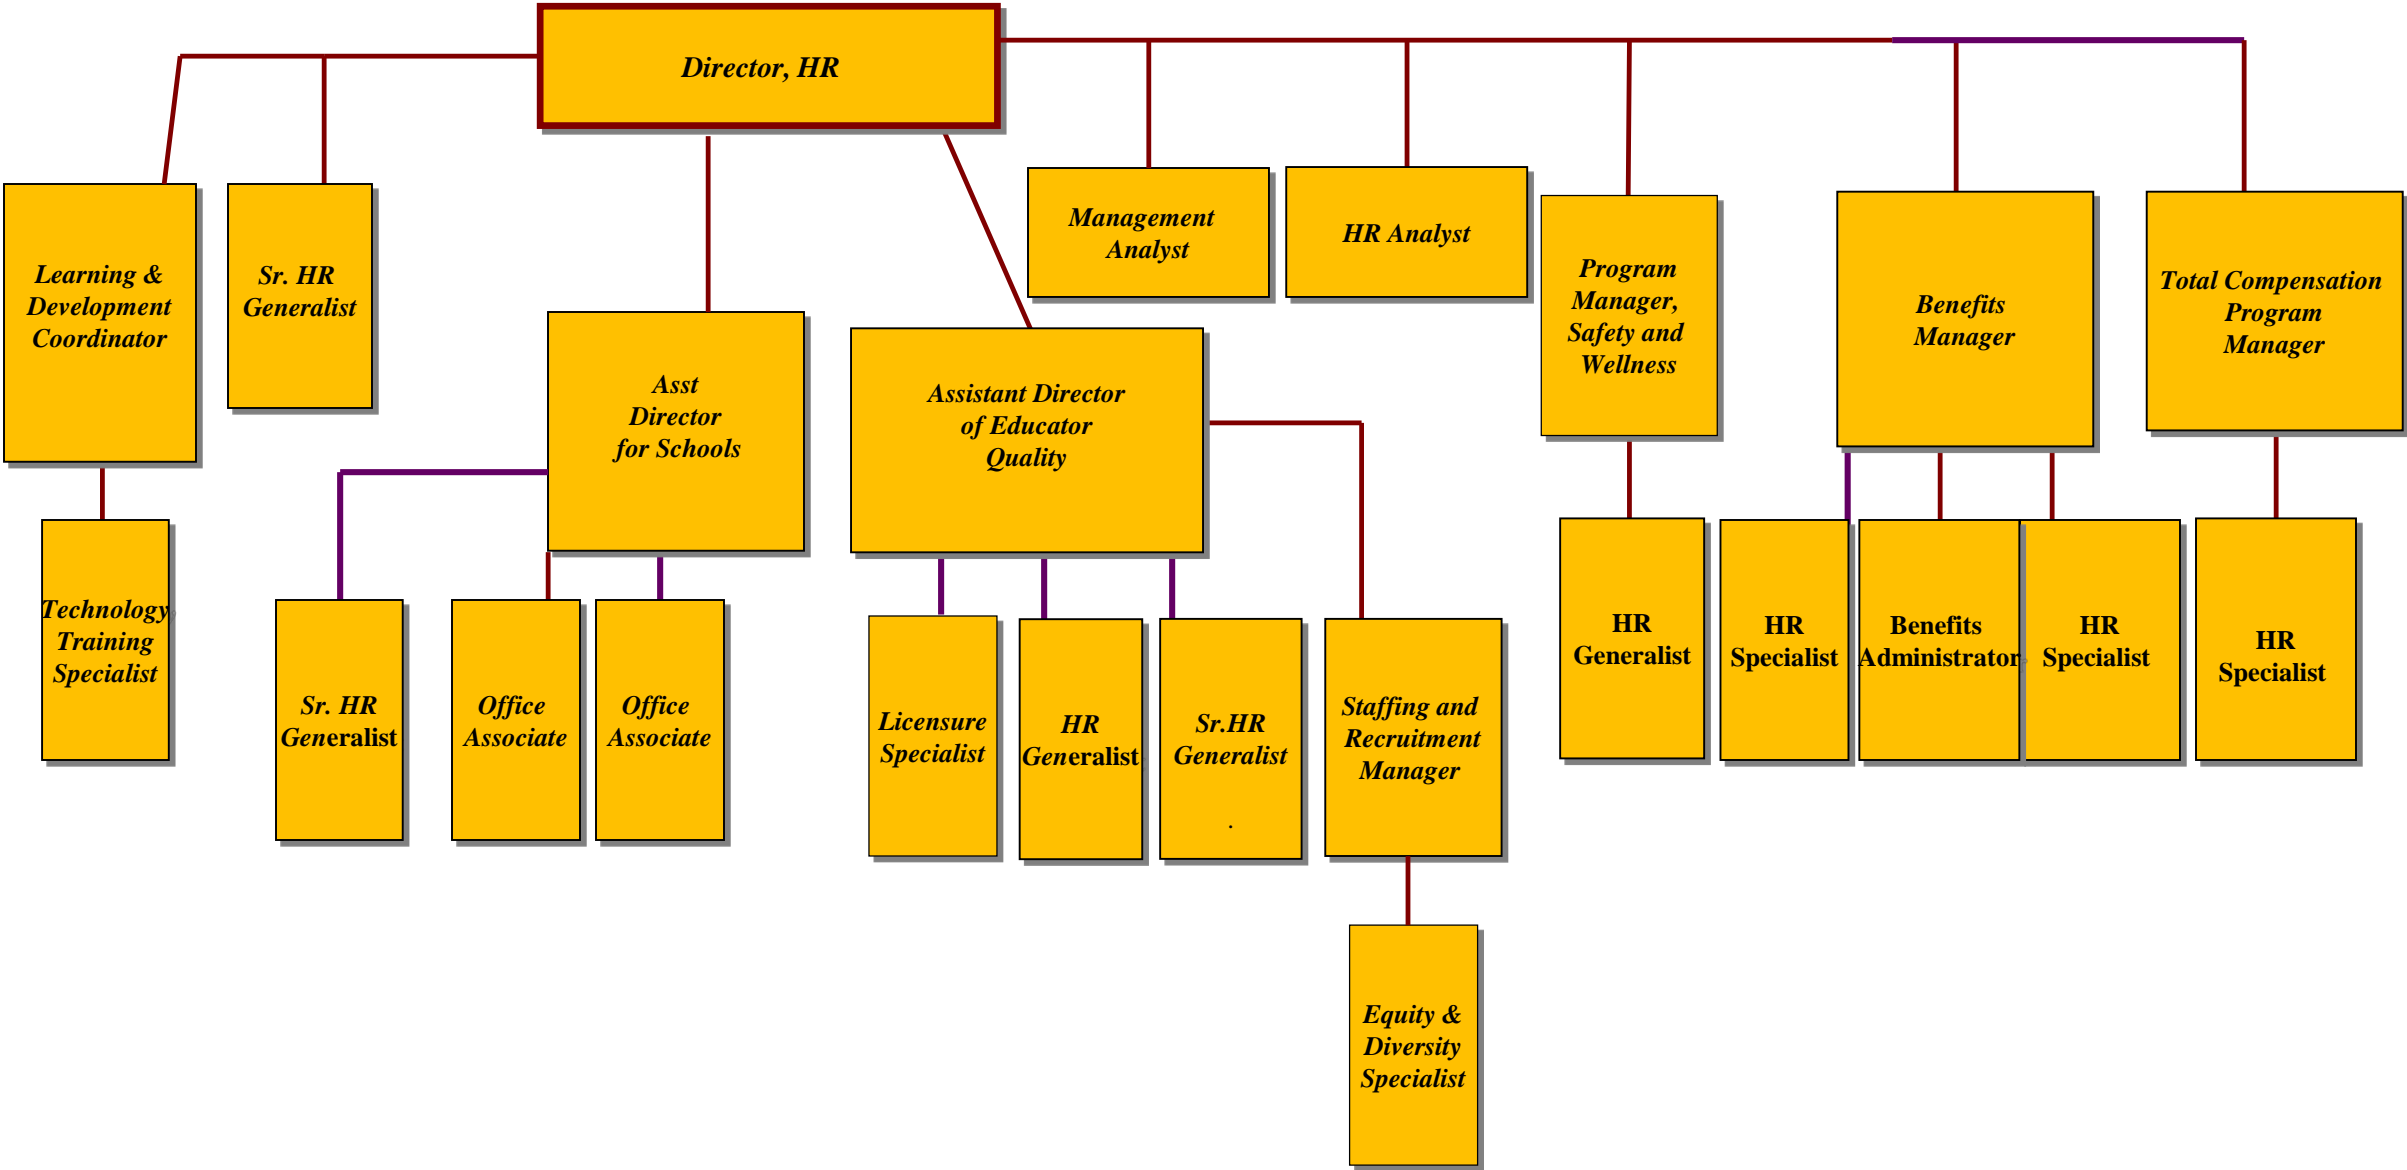 Director, HR
Learning &
Development
Coordinator
Sr. HR
Generalist
Management
Analyst
HR Analyst
Program
Manager,
Safety and
Wellness
Benefits
Manager
Total Compensation
Program
Manager
Asst
Director
for Schools
Assistant Director
of Educator
Quality
Technology
Training
Specialist
Sr. HR
Generalist
Office
Associate
Office
Associate
Licensure
Specialist
HR
Generalist
Sr.HR
Generalist
.
Staffing and
Recruitment
Manager
HR
Generalist
HR
Specialist
Benefits
Administrator
HR
Specialist
HR
Specialist
Equity &
Diversity
Specialist